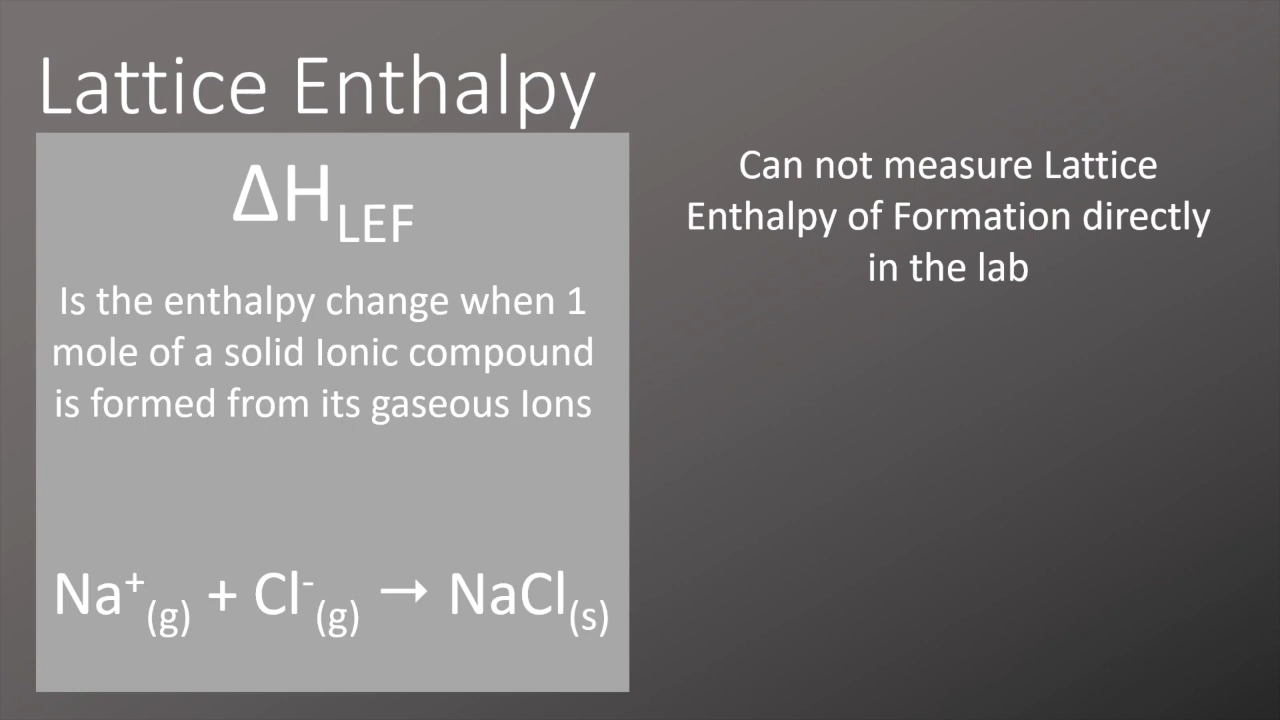 Lattice Enthalpy
ΔH_LEF
Is the enthalpy change when 1
mole of a solid Ionic compound
is formed from its gaseous Ions
Na⁺(g) + Cl⁻(g) → NaCl(s)
Can not measure Lattice
Enthalpy of Formation directly
in the lab